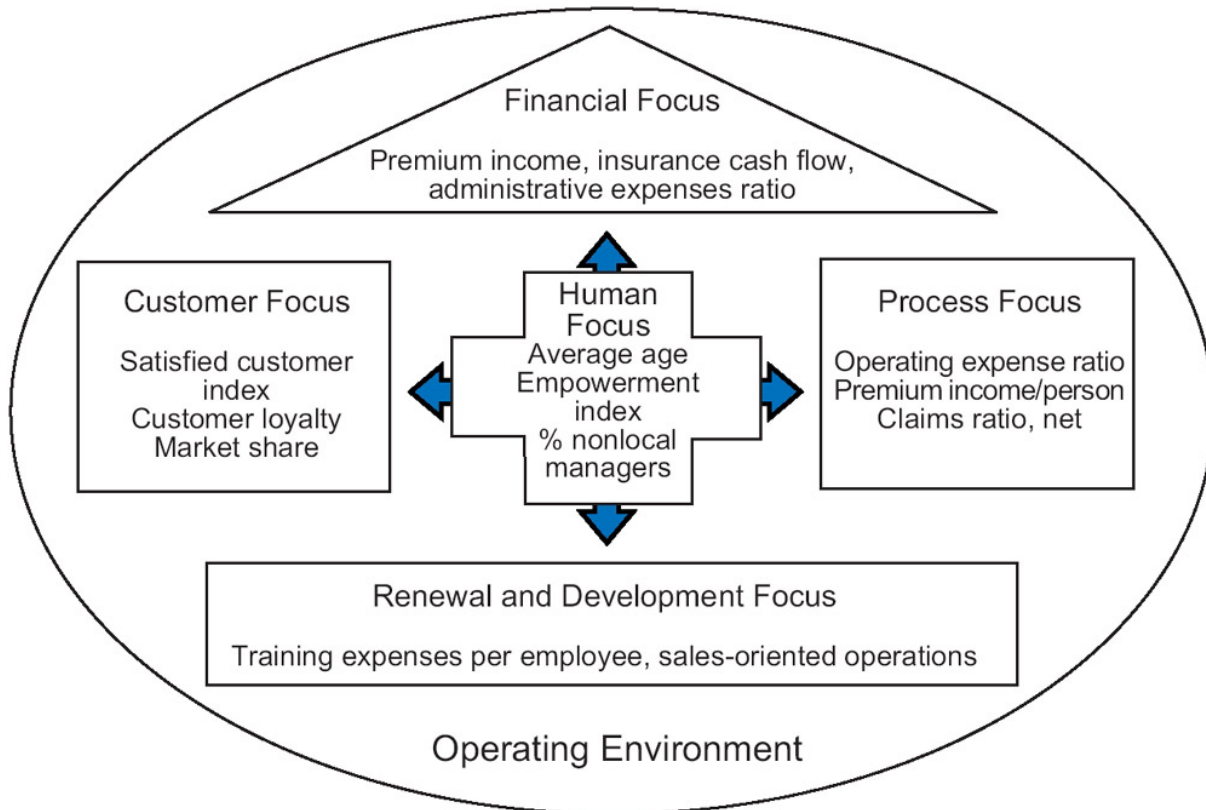 Financial Focus
Premium income, insurance cash flow,
administrative expenses ratio
Customer Focus
Satisfied customer
index
Customer loyalty
Market share
Human
Focus
Average age
Empowerment
index
% nonlocal
managers
Process Focus
Operating expense ratio
Premium income/person
Claims ratio, net
Renewal and Development Focus
Training expenses per employee, sales-oriented operations
Operating Environment